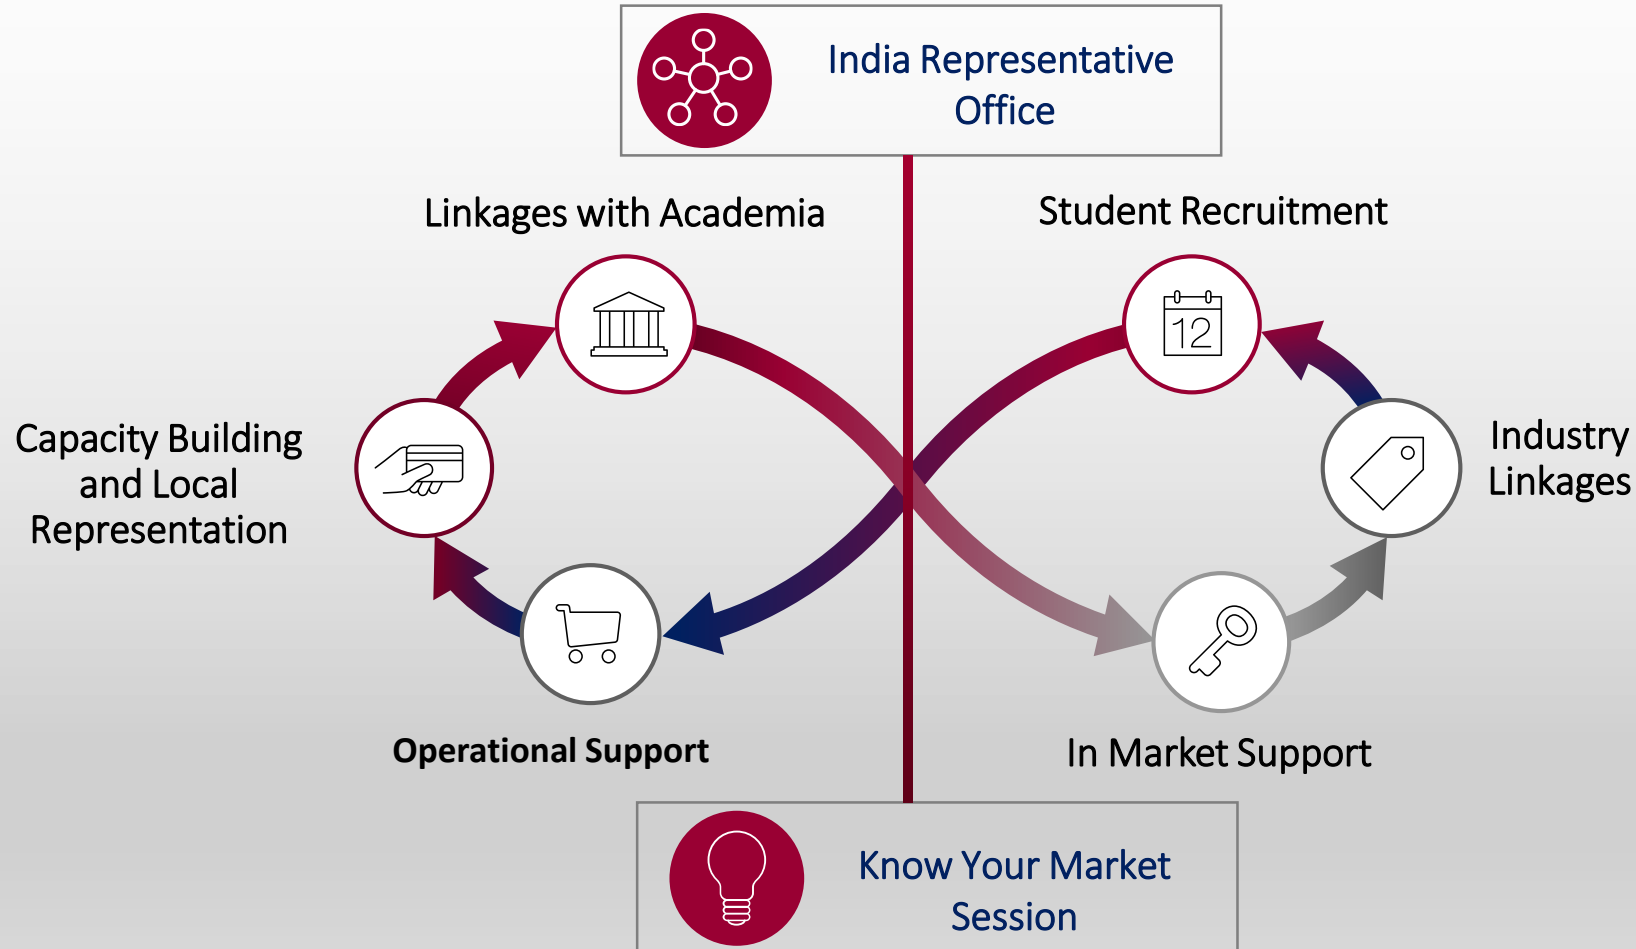 India Representative
Office
Linkages with Academia
Student Recruitment
12
Capacity Building
and Local
Representation
Industry
Linkages
Operational Support
In Market Support
Know Your Market
Session